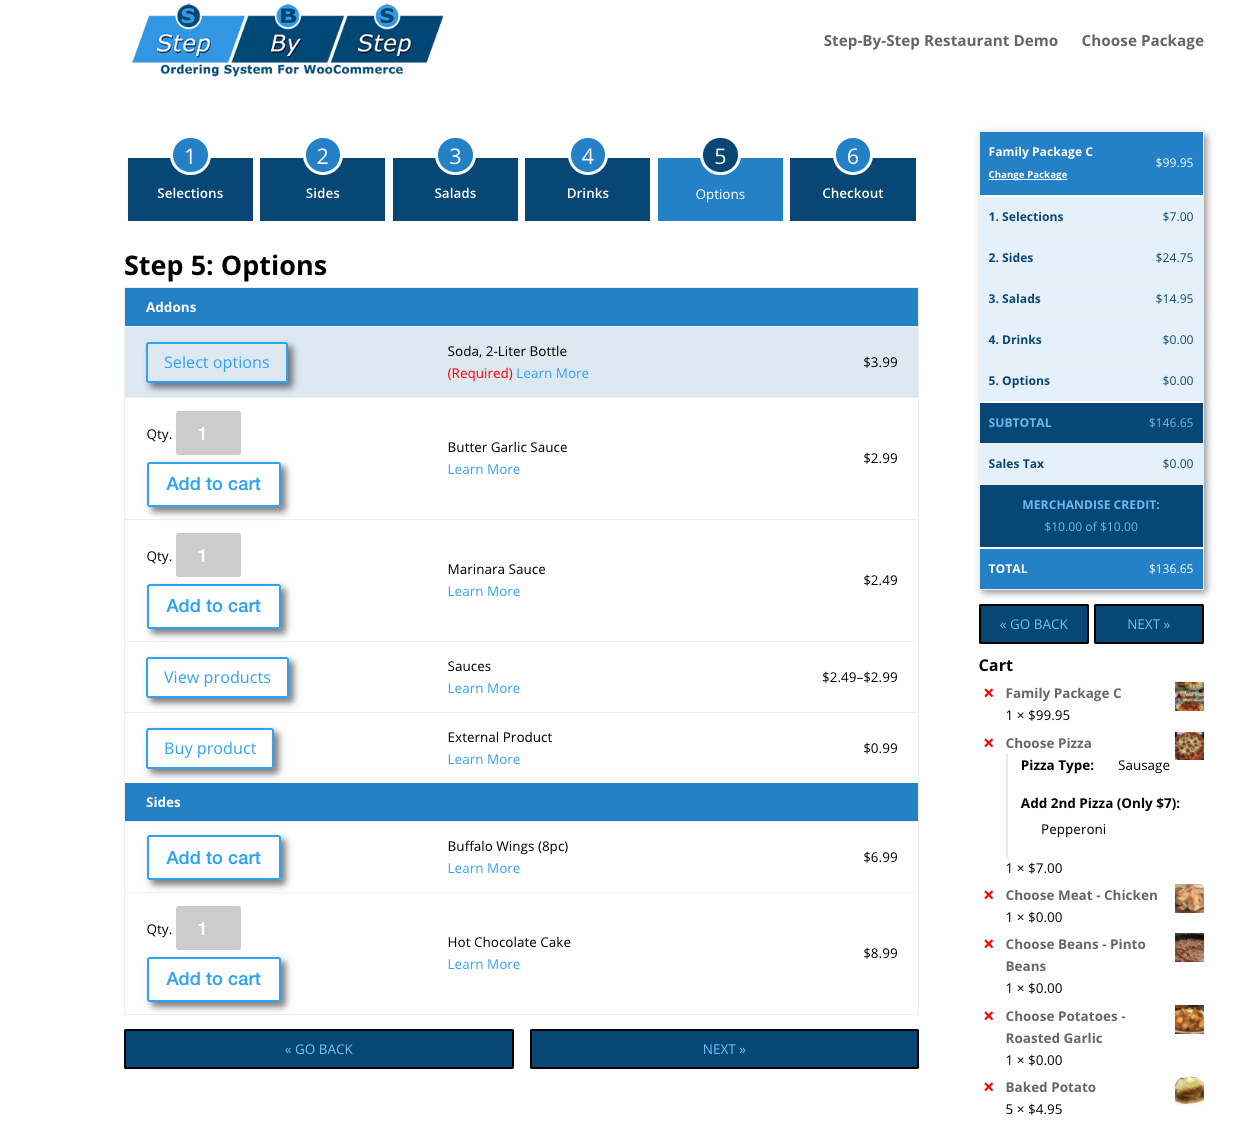 S B S
Step By Step
Ordering System For WooCommerce
Step-By-Step Restaurant Demo Choose Package
1 2 3 4 5 6
Selections Sides Salads Drinks Options Checkout
Step 5: Options
Addons
Select options
Soda, 2-Liter Bottle
(Required) Learn More
$3.99
Qty. 1
Add to cart
Butter Garlic Sauce
Learn More
$2.99
Qty. 1
Add to cart
Marinara Sauce
Learn More
$2.49
View products
Sauces
Learn More
$2.49–$2.99
Buy product
External Product
Learn More
$0.99
Sides
Add to cart
Buffalo Wings (8pc)
Learn More
$6.99
Qty. 1
Add to cart
Hot Chocolate Cake
Learn More
$8.99
« GO BACK
NEXT »
Family Package C
Change Package
$99.95
1. Selections $7.00
2. Sides $24.75
3. Salads $14.95
4. Drinks $0.00
5. Options $0.00
SUBTOTAL $146.65
Sales Tax $0.00
MERCHANDISE CREDIT:
$10.00 of $10.00
TOTAL $136.65
« GO BACK
NEXT »
Cart
× Family Package C
1 × $99.95
× Choose Pizza
Pizza Type: Sausage
Add 2nd Pizza (Only $7):
Pepperoni
1 × $7.00
× Choose Meat - Chicken
1 × $0.00
× Choose Beans - Pinto
Beans
1 × $0.00
× Choose Potatoes -
Roasted Garlic
1 × $0.00
× Baked Potato
5 × $4.95